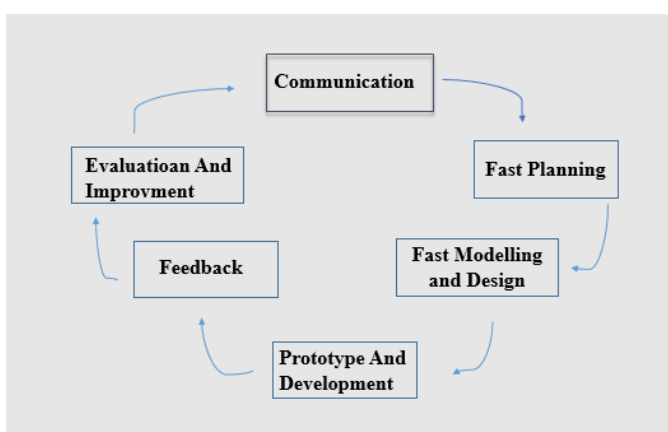 Communication
Fast Planning
Fast Modelling
and Design
Prototype And
Development
Feedback
Evaluatioan And
Improvment